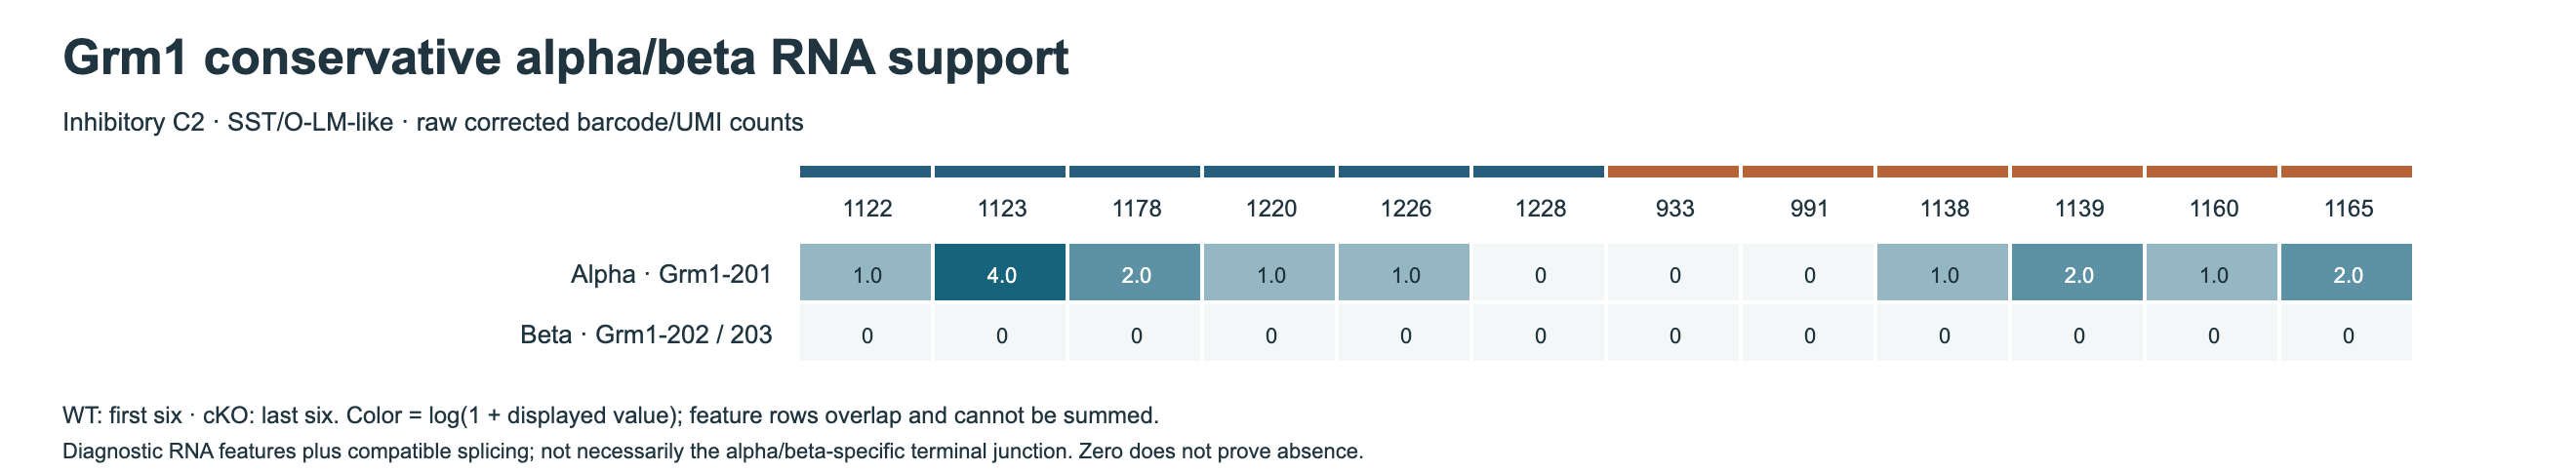 Grm1 conservative alpha/beta RNA support
Inhibitory C2 · SST/O-LM-like · raw corrected barcode/UMI counts
1122 1123 1178 1220 1226 1228 933 991 1138 1139 1160 1165
Alpha · Grm1-201 1.0 4.0 2.0 1.0 1.0 0 0 0 1.0 2.0 1.0 2.0
Beta · Grm1-202 / 203 0 0 0 0 0 0 0 0 0 0 0 0
WT: first six · cKO: last six. Color = log(1 + displayed value); feature rows overlap and cannot be summed.
Diagnostic RNA features plus compatible splicing; not necessarily the alpha/beta-specific terminal junction. Zero does not prove absence.